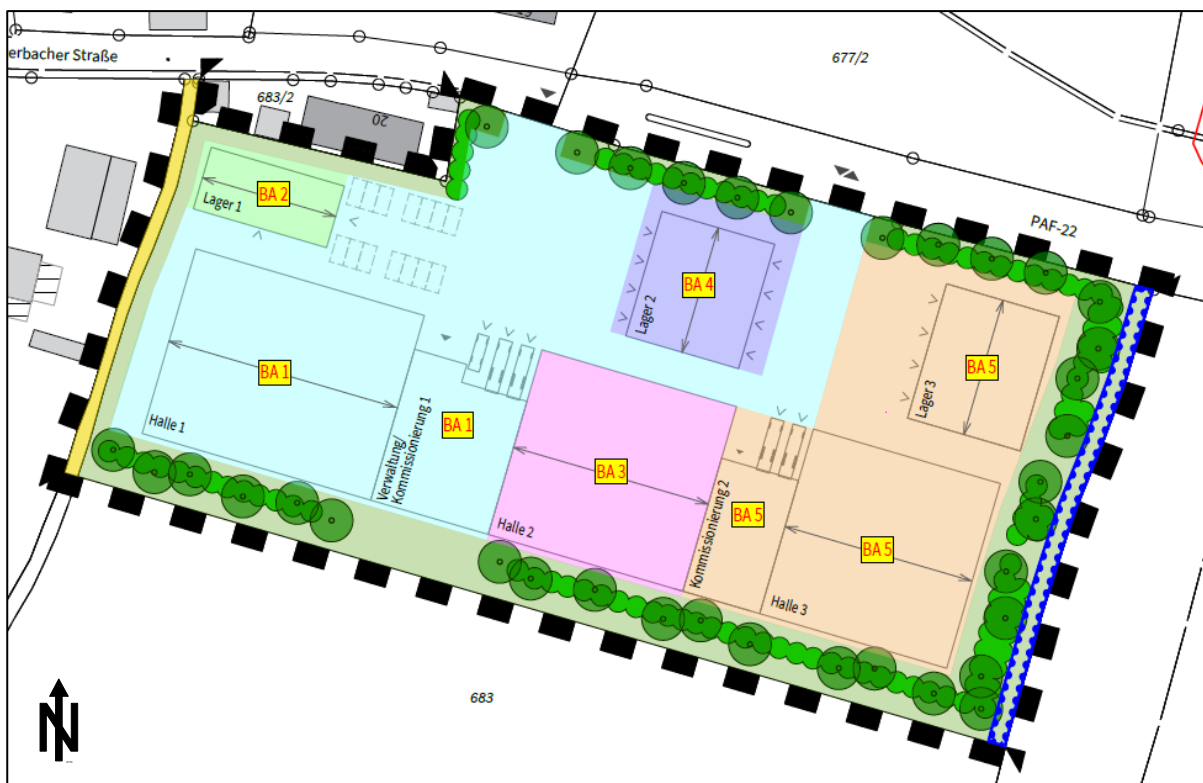 erbacher Straße
677/2
683/2
20
PAF-22
BA 2
Lager 1
BA 4
Lager 2
BA 5
Lager 3
BA 1
Halle 1
BA 1
Verwaltung/
Kommissionierung 1
BA 3
Halle 2
BA 5
Kommissionierung 2
BA 5
Halle 3
683
N